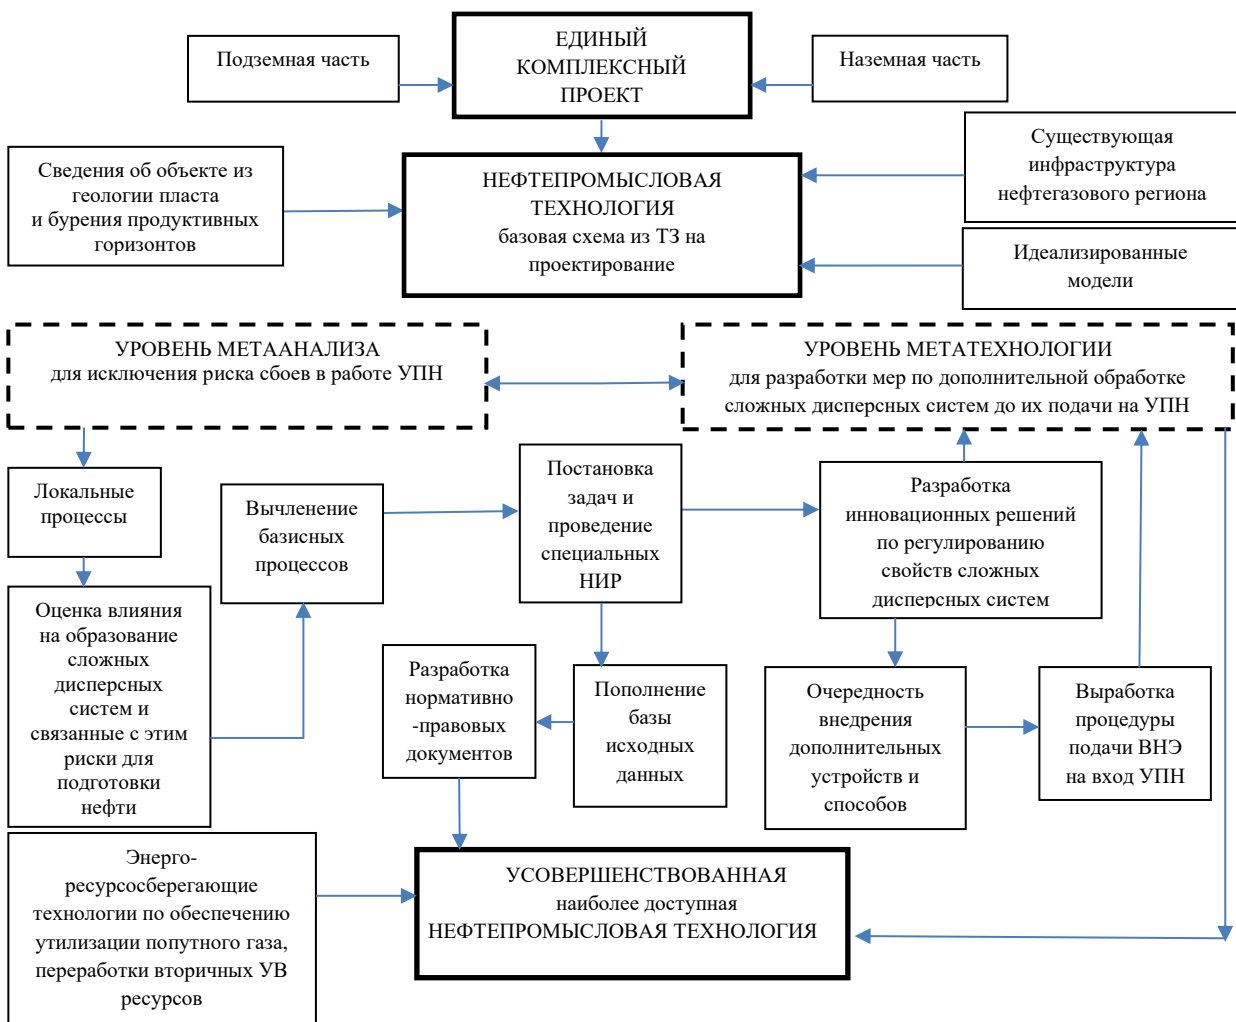 ЕДИНЫЙ
КОМПЛЕКСНЫЙ
ПРОЕКТ
Подземная часть
Наземная часть
Сведения об объекте из
геологии пласта
и бурения продуктивных
горизонтов
НЕФТЕПРОМЫСЛОВАЯ
ТЕХНОЛОГИЯ
базовая схема из ТЗ на
проектирование
Существующая
инфраструктура
нефтегазового региона
Идеализированные
модели
УРОВЕНЬ МЕТААНАЛИЗА
для исключения риска сбоев в работе УПН
УРОВЕНЬ МЕТАТЕХНОЛОГИИ
для разработки мер по дополнительной обработке
сложных дисперсных систем до их подачи на УПН
Локальные
процессы
Вычленение
базисных
процессов
Постановка
задач и
проведение
специальных
НИР
Разработка
инновационных решений
по регулированию
свойств сложных
дисперсных систем
Оценка влияния
на образование
сложных
дисперсных
систем и
связанные с этим
риски для
подготовки
нефти
Разработка
нормативно
-правовых
документов
Пополнение
базы
исходных
данных
Очередность
внедрения
дополнительных
устройств и
способов
Выработка
процедуры
подачи ВНЭ
на вход УПН
Энерго-
ресурсосберегающие
технологии по обеспечению
утилизации попутного газа,
переработки вторичных УВ
ресурсов
УСОВЕРШЕНСТВОВАННАЯ
наиболее доступная
НЕФТЕПРОМЫСЛОВАЯ ТЕХНОЛОГИЯ